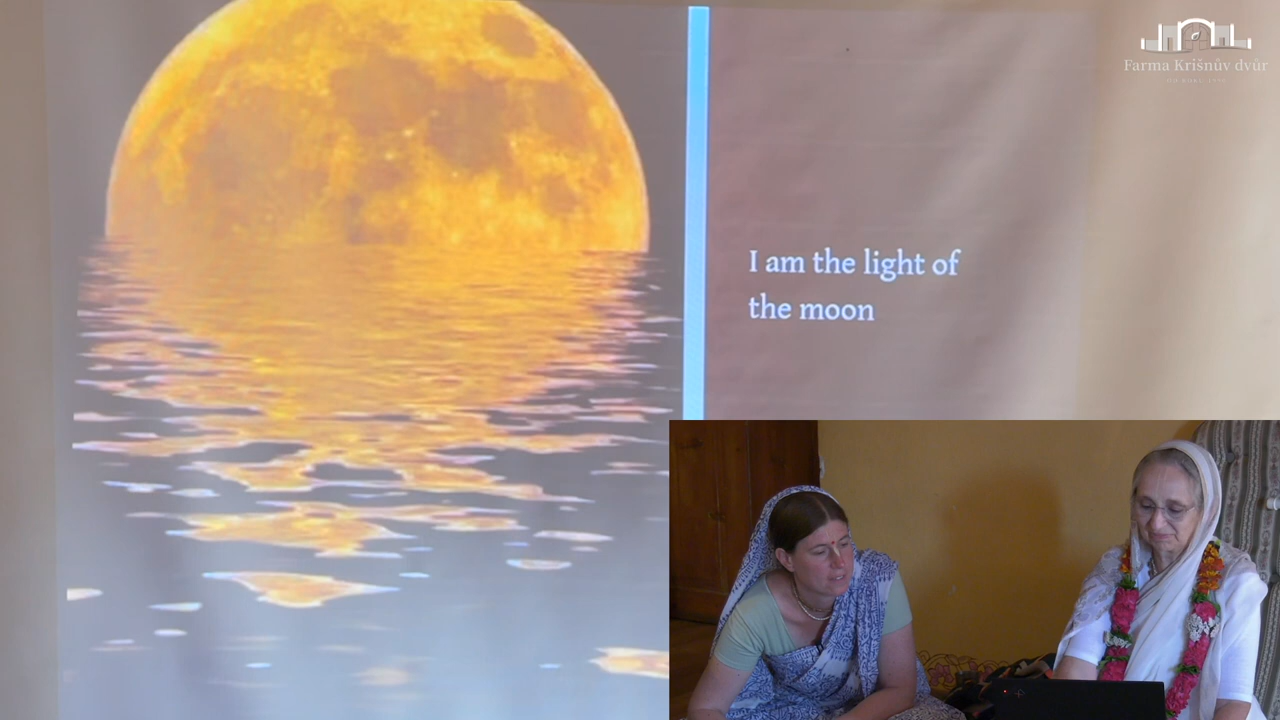 Farma Krišnův dvůr
I am the light of
the moon